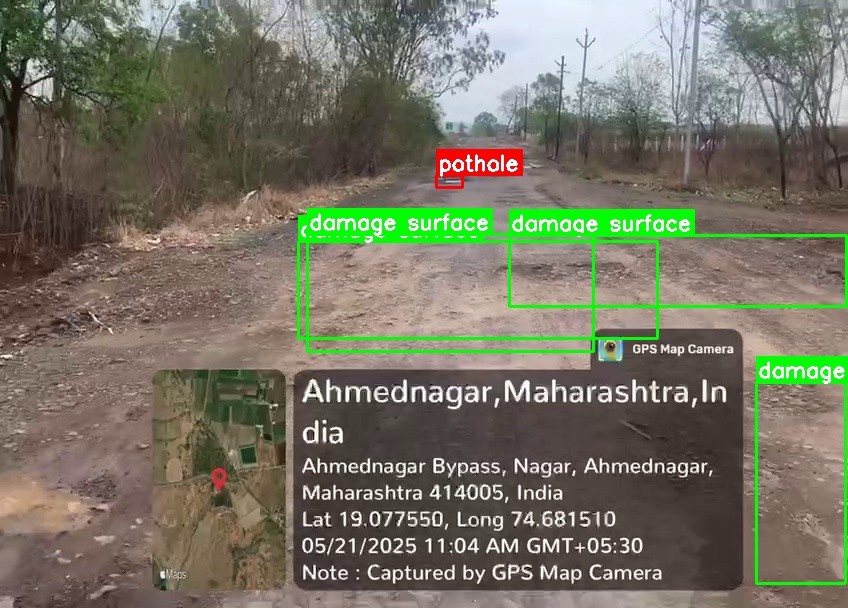 pothole
damage surface
damage surface
damage surface
GPS Map Camera
damage
Ahmednagar,Maharashtra,In
dia
Ahmednagar Bypass, Nagar, Ahmednagar,
Maharashtra 414005, India
Lat 19.077550, Long 74.681510
05/21/2025 11:04 AM GMT+05:30
Note : Captured by GPS Map Camera
Maps